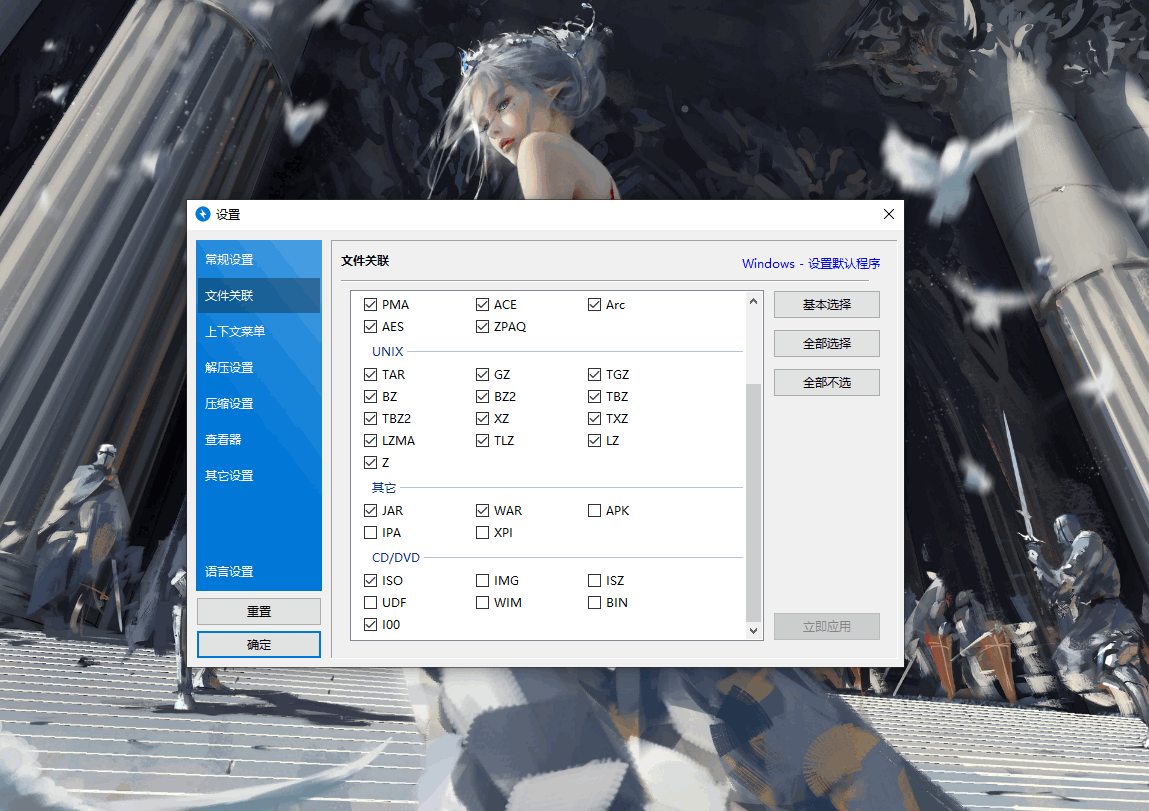 设置
常规设置
文件关联
上下文菜单
解压设置
压缩设置
查看器
其它设置
语言设置
重置
确定
文件关联
Windows - 设置默认程序
PMA ACE Arc
AES ZPAQ
UNIX
TAR GZ TGZ
BZ BZ2 TBZ
TBZ2 XZ TXZ
LZMA TLZ LZ
Z
其它
JAR WAR APK
IPA XPI
CD/DVD
ISO IMG ISZ
UDF WIM BIN
I00
基本选择
全部选择
全部不选
立即应用